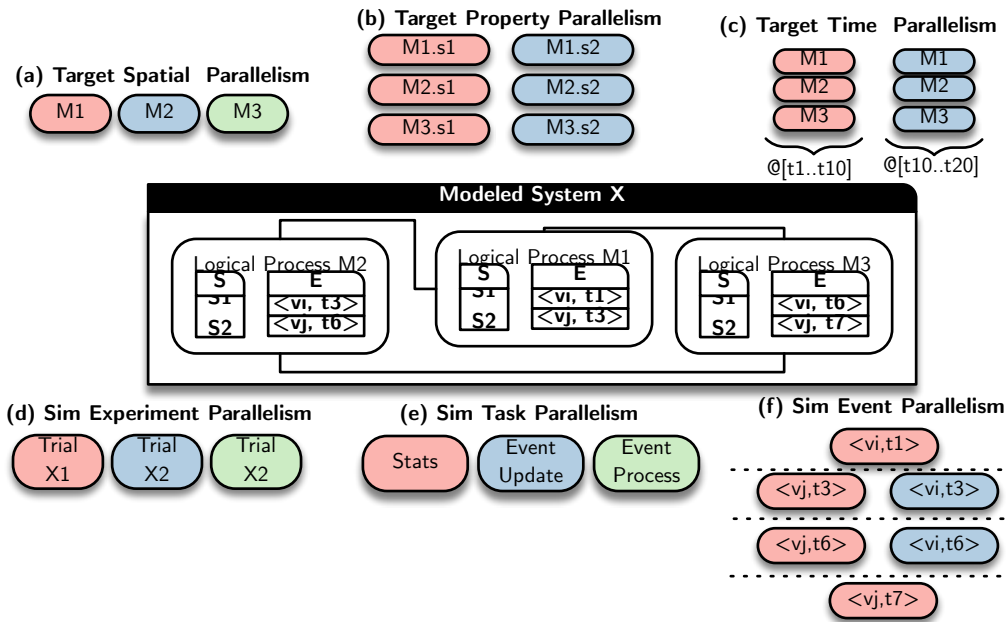 (a) Target Spatial Parallelism
M1 M2 M3
(b) Target Property Parallelism
M1.s1 M1.s2
M2.s1 M2.s2
M3.s1 M3.s2
(c) Target Time Parallelism
M1 M1
M2 M2
M3 M3
@[t1..t10] @[t10..t20]
Modeled System X
Logical Process M2
S E
S1 <vi, t3>
S2 <vj, t6>
Logical Process M1
S E
S1 <vi, t1>
S2 <vj, t3>
Logical Process M3
S E
S1 <vi, t6>
S2 <vj, t7>
(d) Sim Experiment Parallelism
Trial Trial Trial
X1 X2 X2
(e) Sim Task Parallelism
Stats
Event
Update
Event
Process
(f) Sim Event Parallelism
<vi,t1>
<vj,t3> <vi,t3>
<vj,t6> <vi,t6>
<vj,t7>